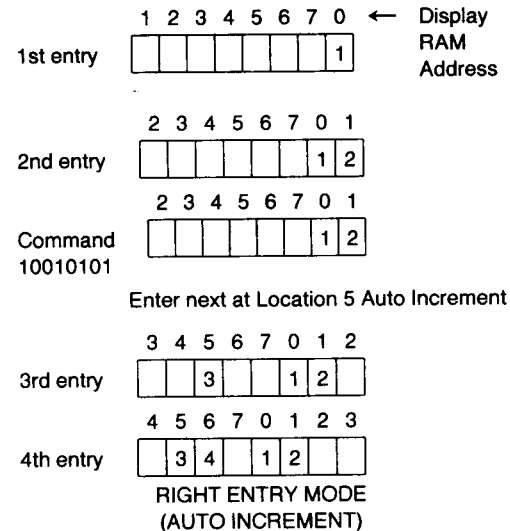 1 2 3 4 5 6 7 0 ← Display RAM Address
1st entry 1
2 3 4 5 6 7 0 1
2nd entry 1 2
2 3 4 5 6 7 0 1
Command 10010101 1 2
Enter next at Location 5 Auto Increment
3 4 5 6 7 0 1 2
3rd entry 3 1 2
4 5 6 7 0 1 2 3
4th entry 3 4 1 2
RIGHT ENTRY MODE
(AUTO INCREMENT)